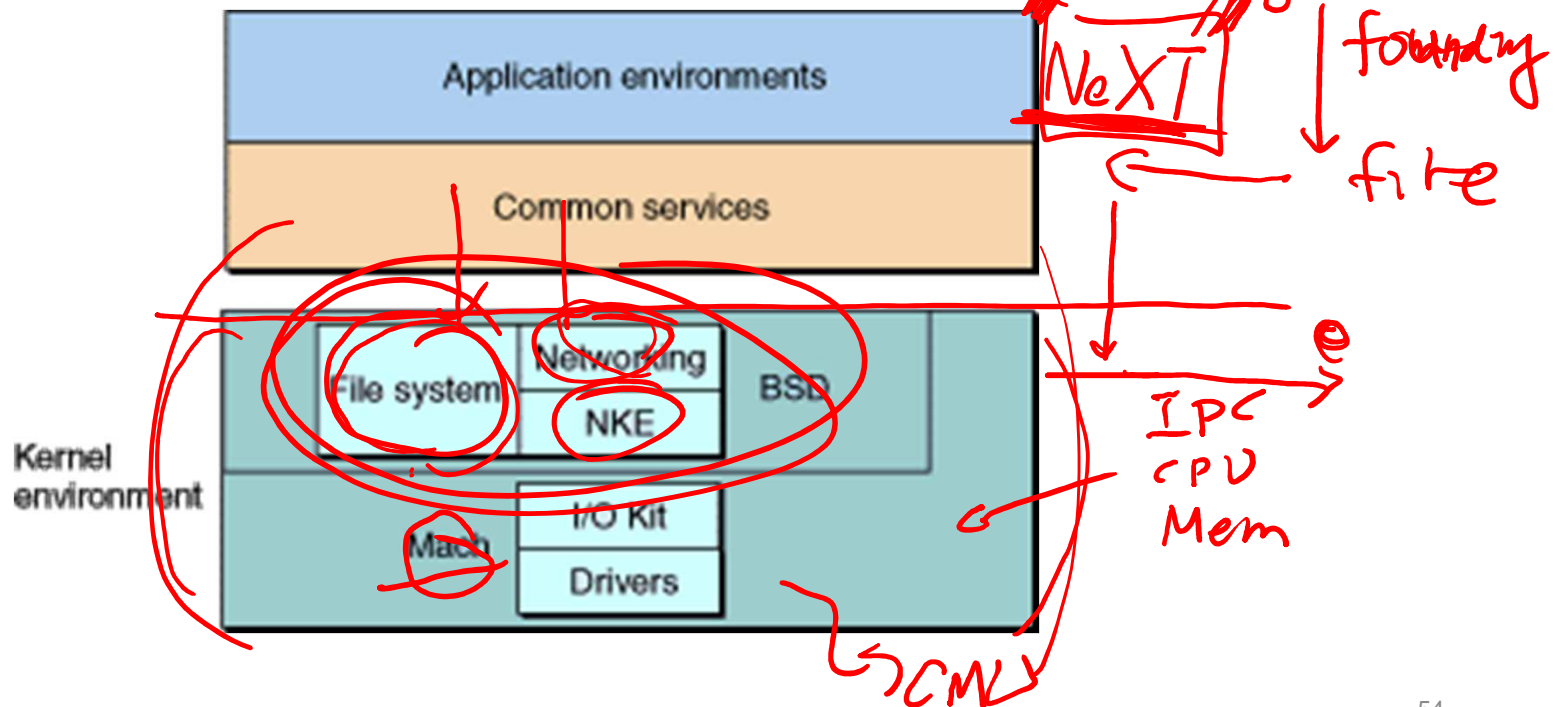 Application environments
NeXT
founding
fire
Common services
File system
Networking
NKE
BSD
e
IPC
CPU
Mem
Kernel
environment
Mach
I/O Kit
Drivers
CMU